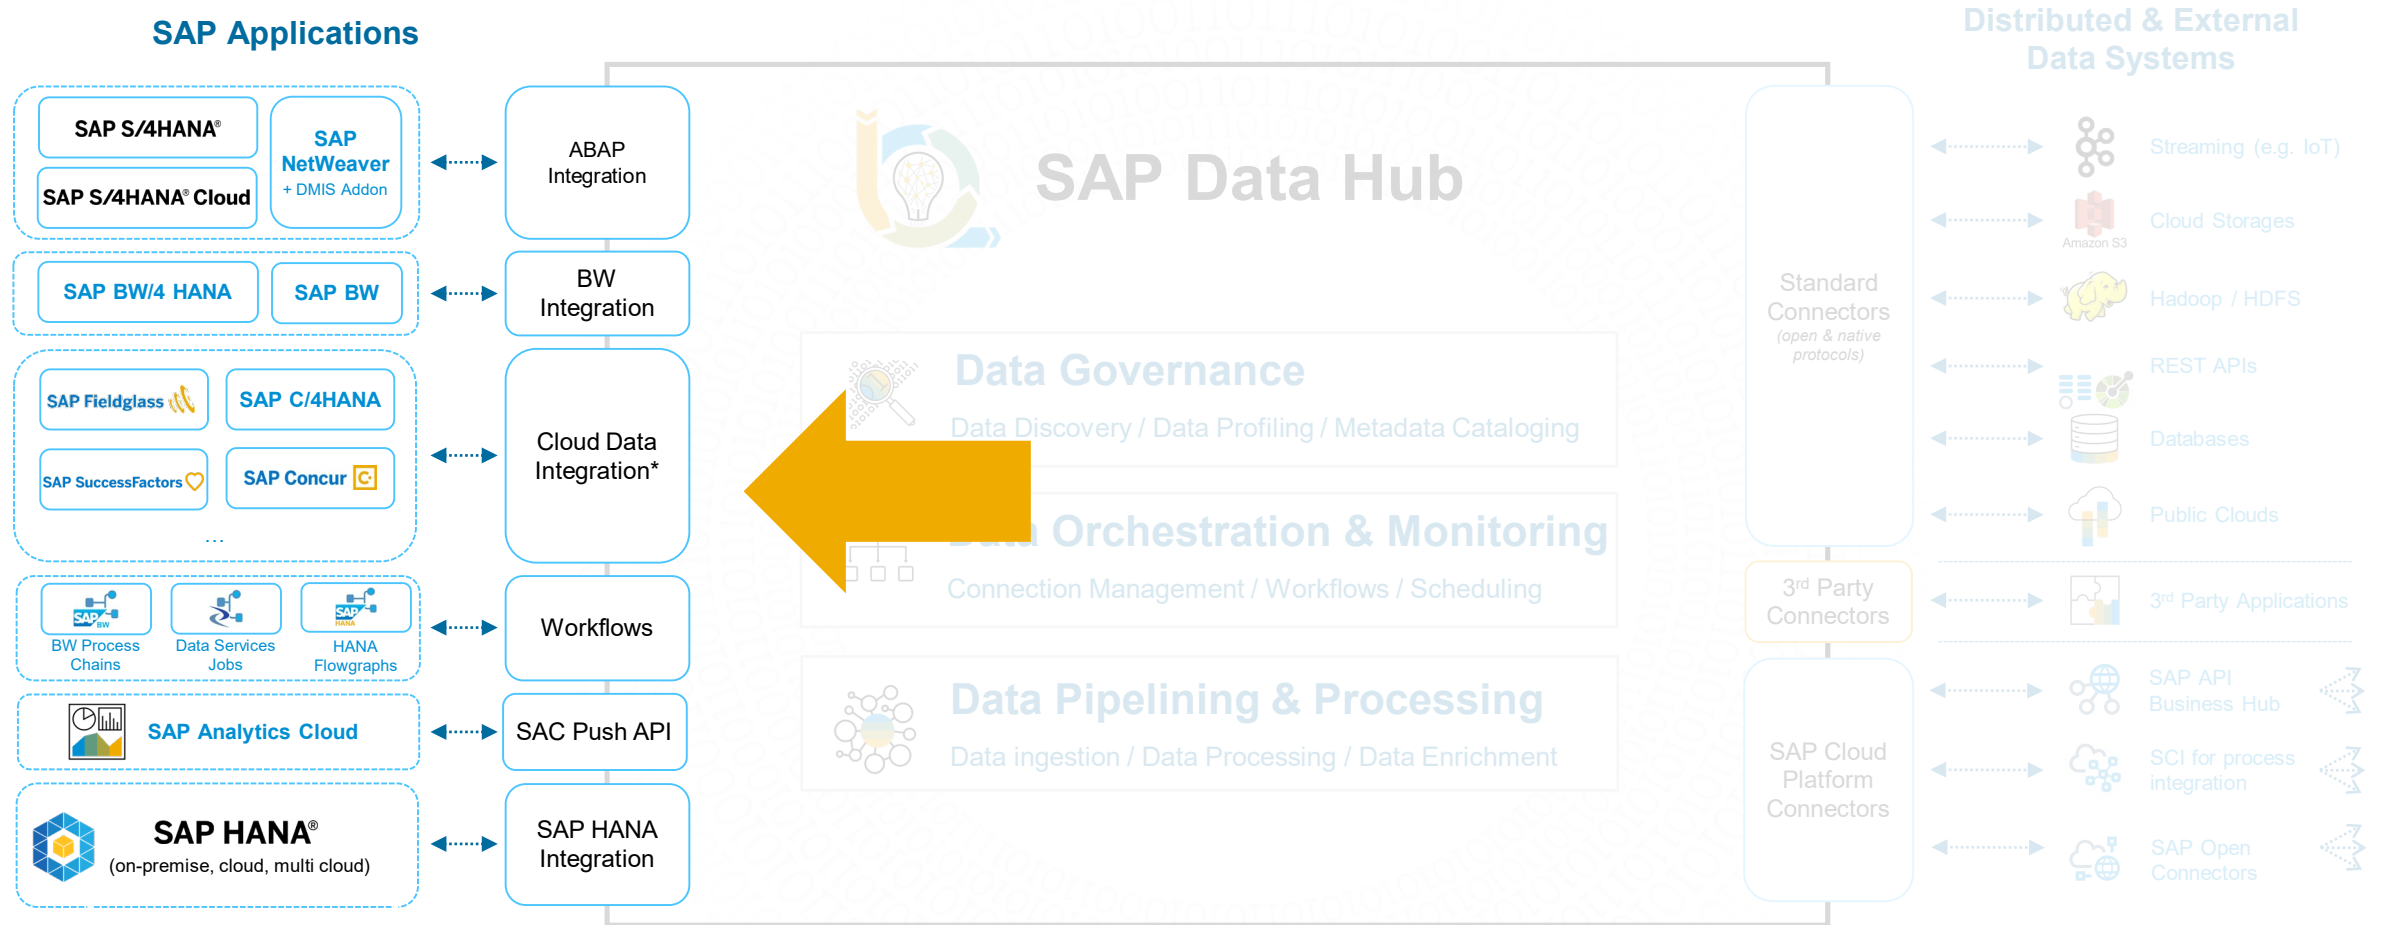 SAP Applications
SAP S/4HANA®
SAP S/4HANA® Cloud
SAP
NetWeaver
+ DMIS Addon
ABAP
Integration
SAP BW/4 HANA
SAP BW
BW
Integration
SAP Fieldglass
SAP C/4HANA
SAP SuccessFactors
SAP Concur
...
Cloud Data
Integration*
SAP BW
BW Process
Chains
Data Services
Jobs
SAP HANA
HANA
Flowgraphs
Workflows
SAP Analytics Cloud
SAC Push API
SAP HANA®
(on-premise, cloud, multi cloud)
SAP HANA
Integration
SAP Data Hub
Data Governance
Data Discovery / Data Profiling / Metadata Cataloging
Orchestration & Monitoring
Connection Management / Workflows / Scheduling
Data Pipelining & Processing
Data ingestion / Data Processing / Data Enrichment
Standard
Connectors
(open & native
protocols)
3rd Party
Connectors
SAP Cloud
Platform
Connectors
Distributed & External
Data Systems
Streaming (e.g. IoT)
Amazon S3
Cloud Storages
Hadoop / HDFS
REST APIs
Databases
Public Clouds
3rd Party Applications
SAP API
Business Hub
SCI for process
integration
SAP Open
Connectors